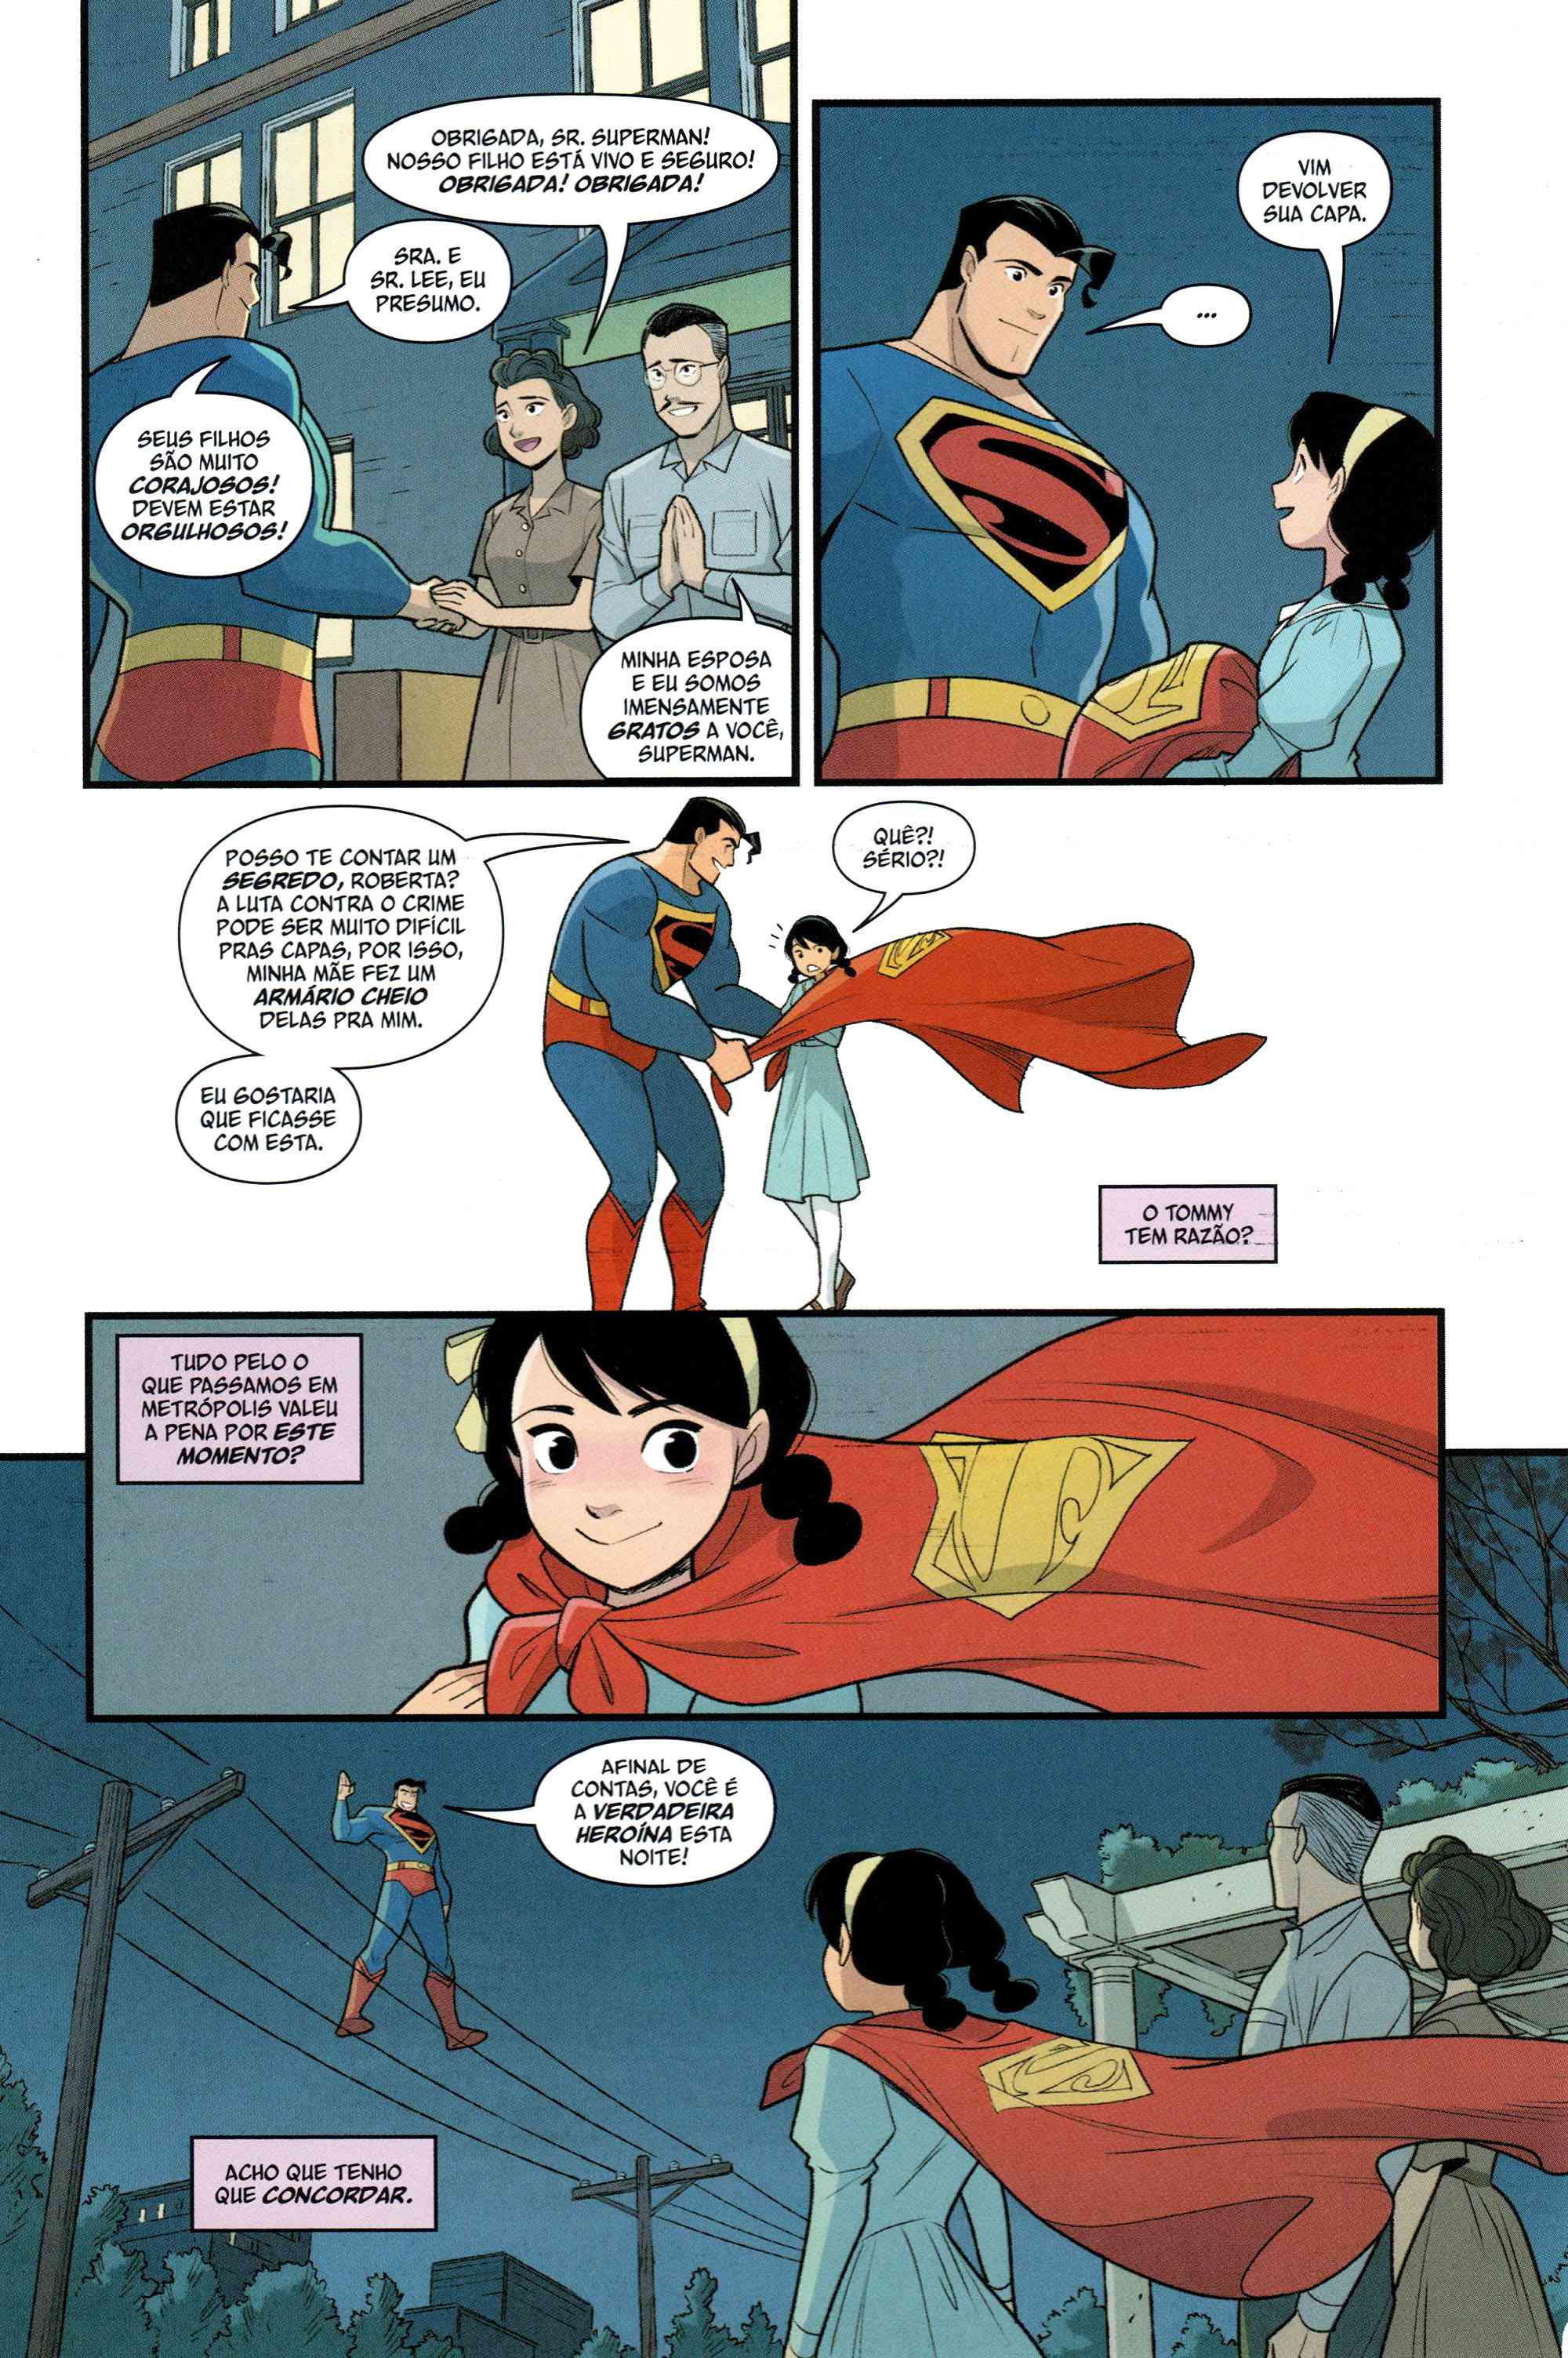 OBRIGADA, SR. SUPERMAN!
NOSSO FILHO ESTÁ VIVO E SEGURO!
OBRIGADA! OBRIGADA!
SRA. E
SR. LEE, EU
PRESUMO.
SEUS FILHOS
SÃO MUITO
CORAJOSOS!
DEVEM ESTAR
ORGULHOSOS!
MINHA ESPOSA
E EU SOMOS
IMENSAMENTE
GRATOS A VOCÊ,
SUPERMAN.
VIM
DEVOLVER
SUA CAPA.
...
POSSO TE CONTAR UM
SEGREDO, ROBERTA?
A LUTA CONTRA O CRIME
PODE SER MUITO DIFÍCIL
PRAS CAPAS, POR ISSO,
MINHA MÃE FEZ UM
ARMÁRIO CHEIO
DELAS PRA MIM.
EU GOSTARIA
QUE FICASSE
COM ESTA.
QUÊ?!
SÉRIO?!
O TOMMY
TEM RAZÃO?
TUDO PELO O
QUE PASSAMOS EM
METRÓPOLIS VALEU
A PENA POR ESTE
MOMENTO?
AFINAL DE
CONTAS, VOCÊ É
A VERDADEIRA
HEROÍNA ESTA
NOITE!
ACHO QUE TENHO
QUE CONCORDAR.